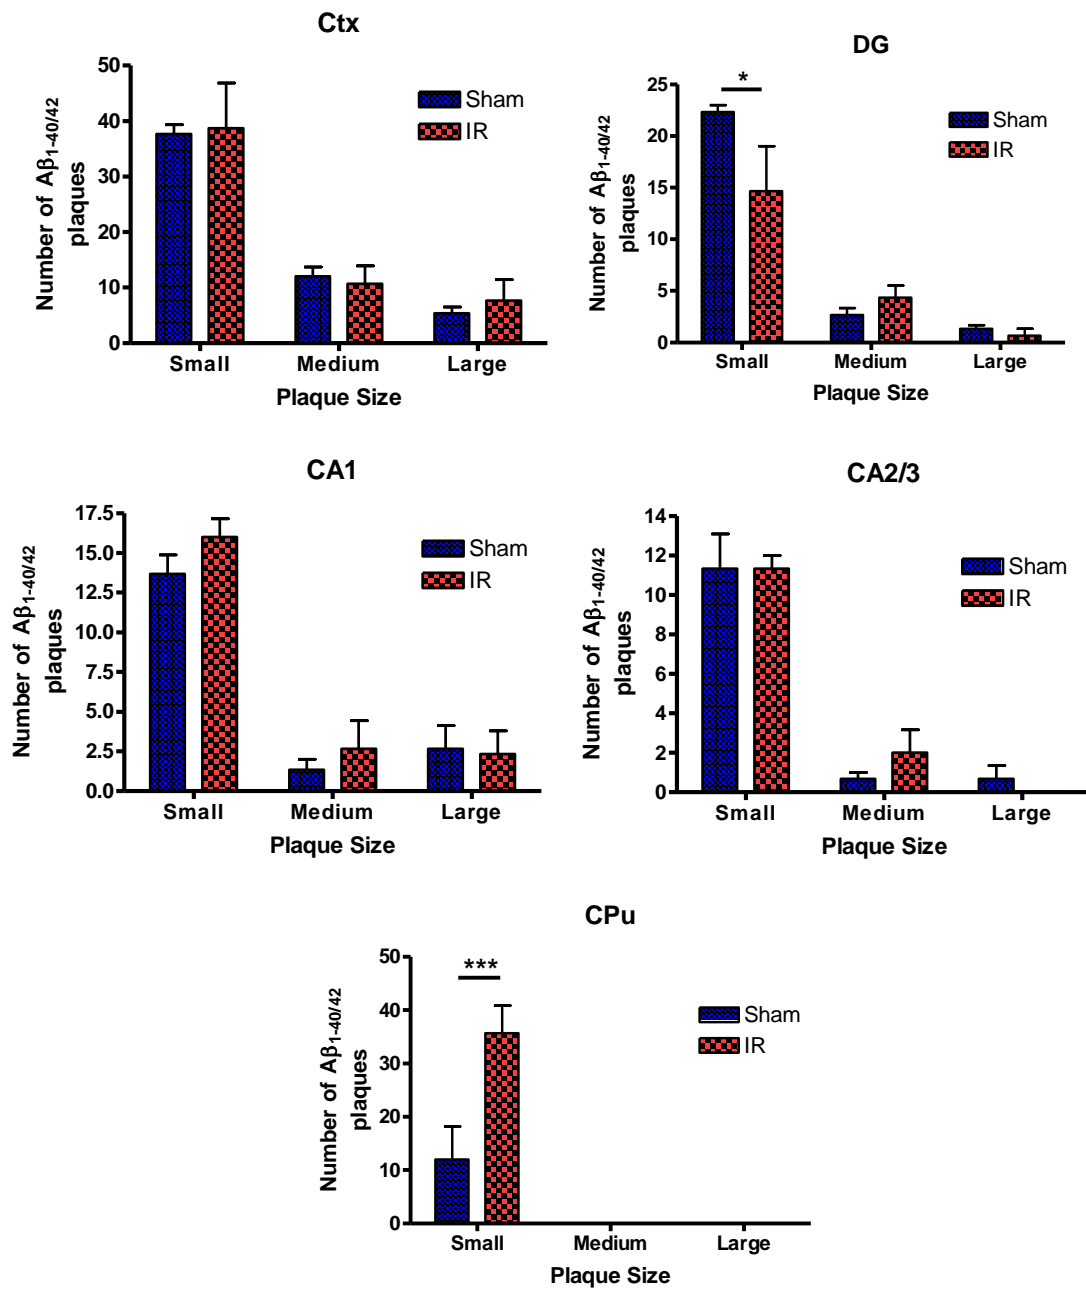 Ctx
Number of Aβ1-40/42
plaques
50
40
30
20
10
0
Sham
IR
Small Medium Large
Plaque Size
DG
Number of Aβ1-40/42
plaques
25
20
15
10
5
0
*
Sham
IR
Small Medium Large
Plaque Size
CA1
Number of Aβ1-40/42
plaques
17.5
15.0
12.5
10.0
7.5
5.0
2.5
0.0
Sham
IR
Small Medium Large
Plaque Size
CA2/3
Number of Aβ1-40/42
plaques
14
12
10
8
6
4
2
0
Sham
IR
Small Medium Large
Plaque Size
CPu
Number of Aβ1-40/42
plaques
50
40
30
20
10
0
***
Sham
IR
Small Medium Large
Plaque Size